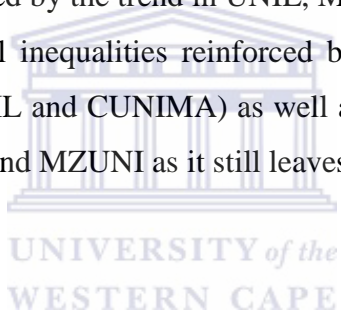 ed by the trend in UNIL, M
l inequalities reinforced b
L and CUNIMA) as well a
nd MZUNI as it still leaves
UNIVERSITY of the
WESTERN CAPE